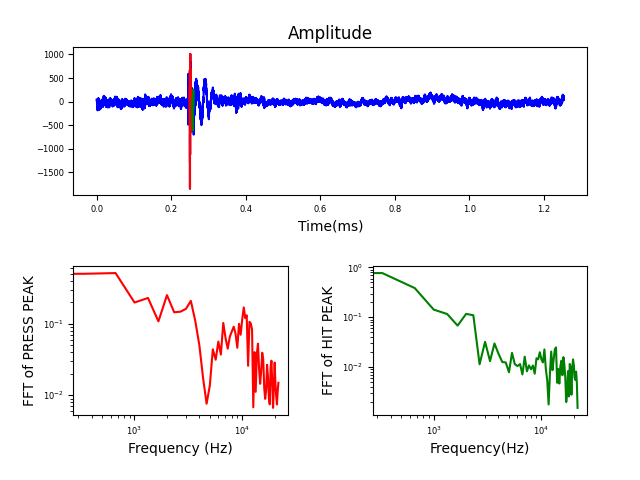 Amplitude
1000
500
0
−500
−1000
−1500
0.0 0.2 0.4 0.6 0.8 1.0 1.2
Time(ms)
FFT of PRESS PEAK
10⁻¹
10⁻²
10³ 10⁴
Frequency (Hz)
FFT of HIT PEAK
10⁰
10⁻¹
10⁻²
10³ 10⁴
Frequency(Hz)